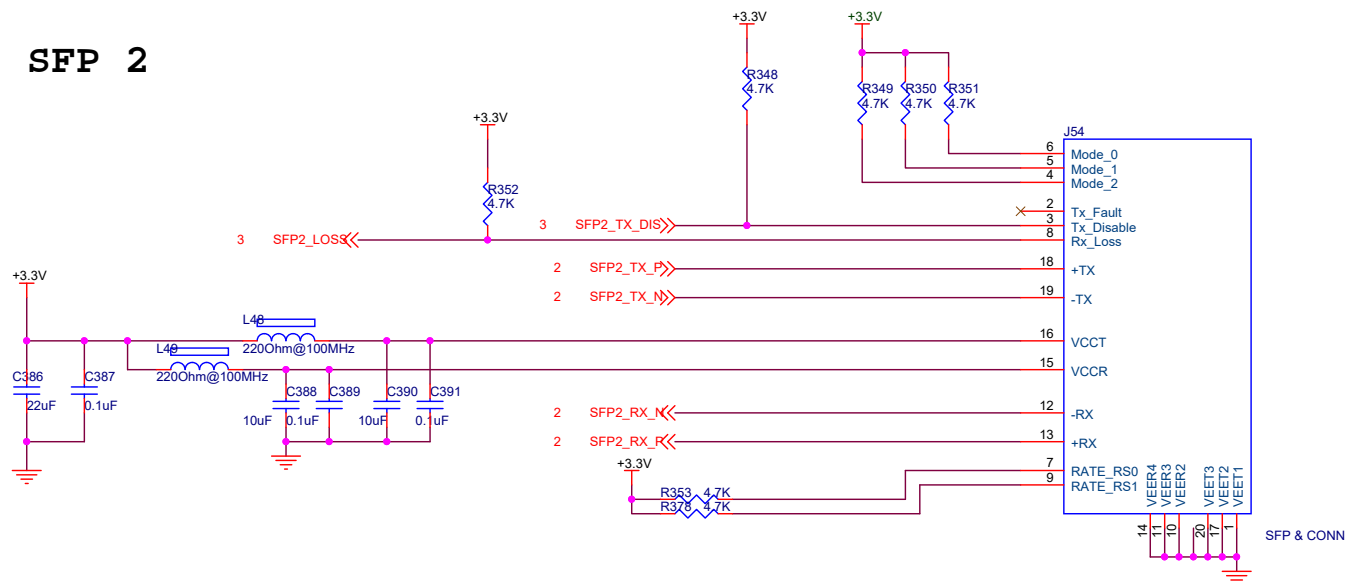 SFP 2
+3.3V
+3.3V
R348
4.7K
R349
4.7K
R350
4.7K
R351
4.7K
+3.3V
R352
4.7K
J54
6 Mode_0
5 Mode_1
4 Mode_2
2 Tx_Fault
3 SFP2_TX_DIS 3 Tx_Disable
3 SFP2_LOSS 8 Rx_Loss
2 SFP2_TX_P 18 +TX
2 SFP2_TX_N 19 -TX
+3.3V
L48
220Ohm@100MHz
16 VCCT
L49
220Ohm@100MHz
15 VCCR
C386
22uF
C387
0.1uF
C388
10uF
C389
0.1uF
C390
10uF
C391
0.1uF
2 SFP2_RX_N 12 -RX
2 SFP2_RX_P 13 +RX
+3.3V
R353 4.7K
R378 4.7K
7 RATE_RS0
9 RATE_RS1
VEER4
VEER3
VEER2
VEET3
VEET2
VEET1
14
11
10
20
17
1
SFP & CONN